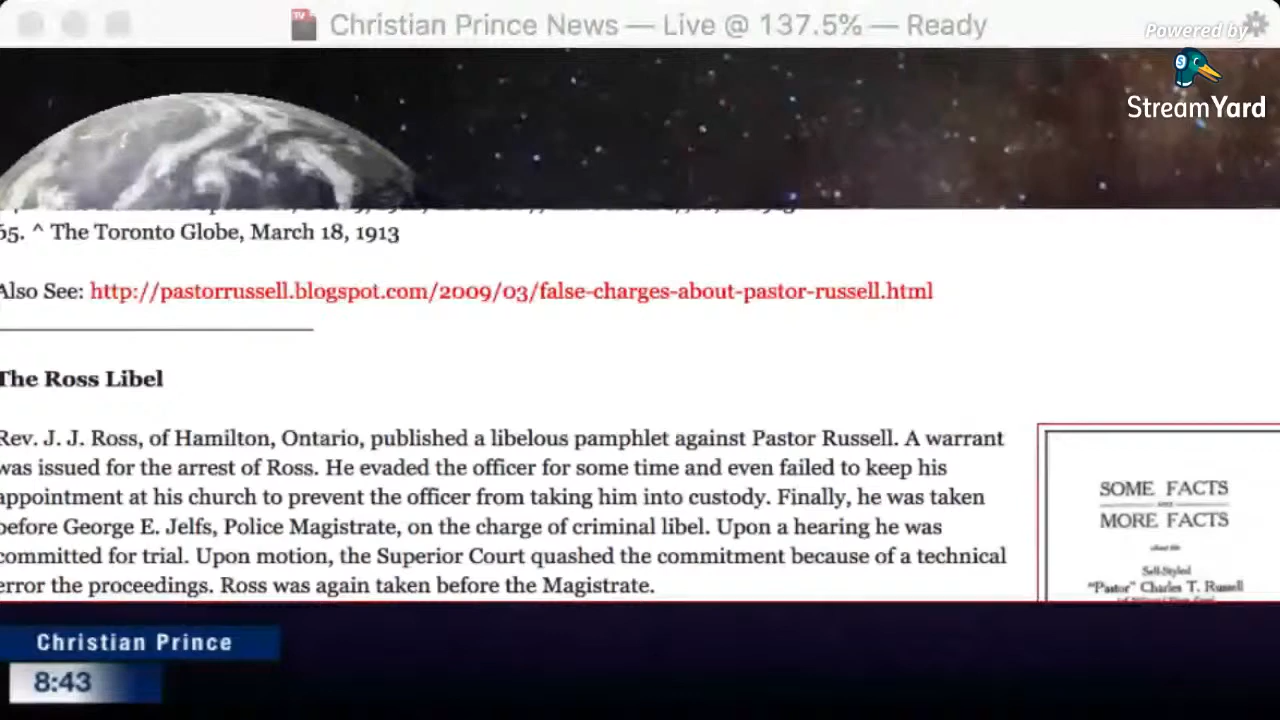 Christian Prince News — Live @ 137.5% — Ready
Powered by
StreamYard
65. ^ The Toronto Globe, March 18, 1913
Also See: http://pastorrussell.blogspot.com/2009/03/false-charges-about-pastor-russell.html
The Ross Libel
Rev. J. J. Ross, of Hamilton, Ontario, published a libelous pamphlet against Pastor Russell. A warrant
was issued for the arrest of Ross. He evaded the officer for some time and even failed to keep his
appointment at his church to prevent the officer from taking him into custody. Finally, he was taken
before George E. Jelfs, Police Magistrate, on the charge of criminal libel. Upon a hearing he was
committed for trial. Upon motion, the Superior Court quashed the commitment because of a technical
error the proceedings. Ross was again taken before the Magistrate.
SOME FACTS
MORE FACTS
Self-Styled
"Pastor" Charles T. Russell
Christian Prince
8:43